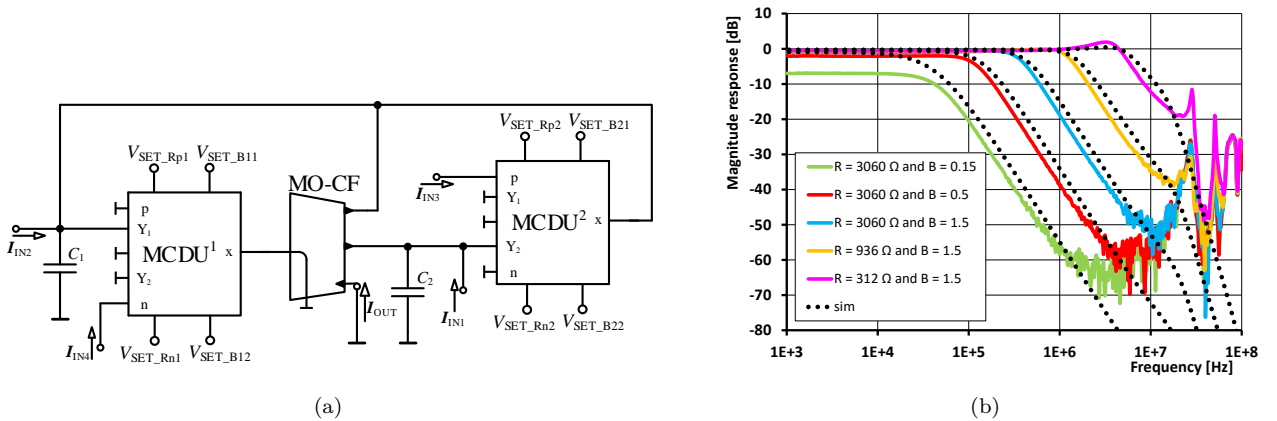 V_SET_Rp1 V_SET_B11
p
Y₁
MCDU¹
x
Y₂
n
V_SET_Rn1 V_SET_B12
I_IN2
C₁
I_IN4
MO-CF
I_OUT
C₂
I_IN1
I_IN3
V_SET_Rp2 V_SET_B21
p
Y₁
MCDU²
x
Y₂
n
V_SET_Rn2 V_SET_B22
(a)
Magnitude response [dB]
10
0
-10
-20
-30
-40
-50
-60
-70
-80
R = 3060 Ω and B = 0.15
R = 3060 Ω and B = 0.5
R = 3060 Ω and B = 1.5
R = 936 Ω and B = 1.5
R = 312 Ω and B = 1.5
sim
1E+3 1E+4 1E+5 1E+6 1E+7 1E+8
Frequency [Hz]
(b)